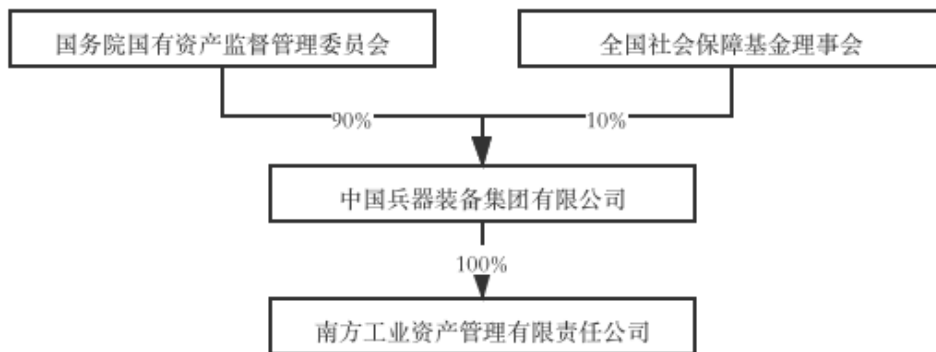 国务院国有资产监督管理委员会
全国社会保障基金理事会
90%
10%
中国兵器装备集团有限公司
100%
南方工业资产管理有限责任公司